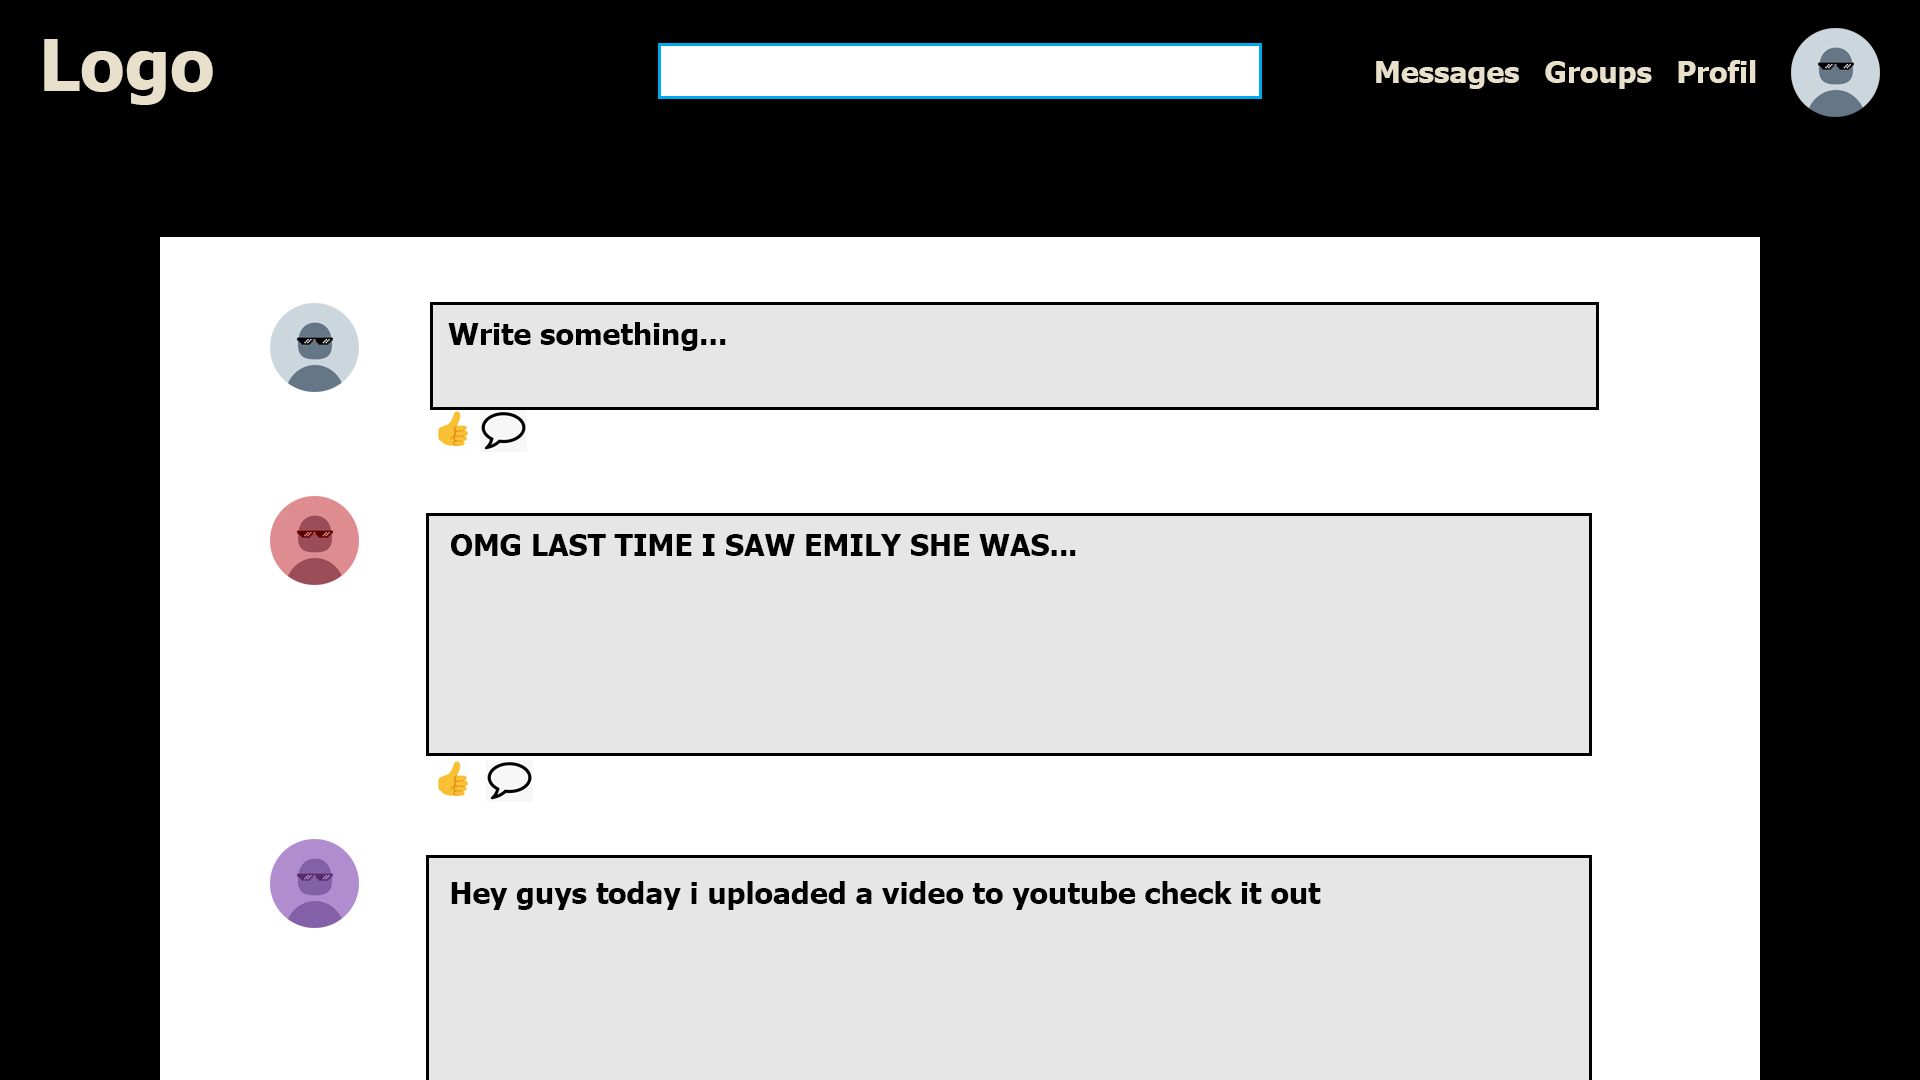 Logo
Messages Groups Profil
Write something...
OMG LAST TIME I SAW EMILY SHE WAS...
Hey guys today i uploaded a video to youtube check it out